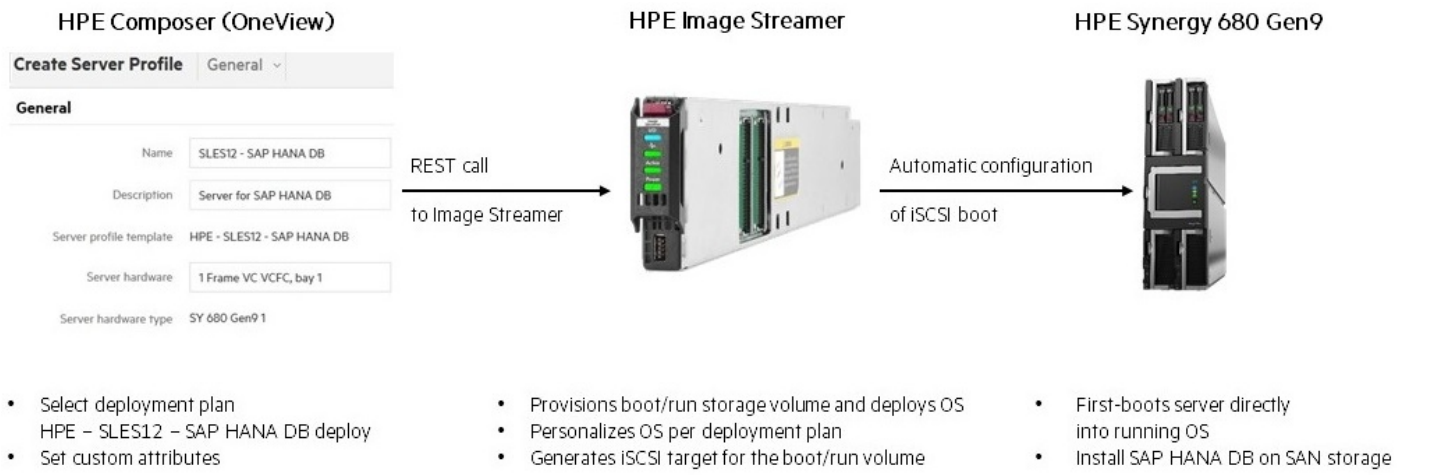 HPE Composer (OneView)
Create Server Profile General
General
Name SLES12 - SAP HANA DB
Description Server for SAP HANA DB
Server profile template HPE - SLES12 - SAP HANA DB
Server hardware 1 Frame VC VCFC, bay 1
Server hardware type SY 680 Gen9 1
REST call
to Image Streamer
HPE Image Streamer
Active
Power
Automatic configuration
of iSCSI boot
HPE Synergy 680 Gen9
• Select deployment plan
HPE – SLES12 – SAP HANA DB deploy
• Set custom attributes
• Provisions boot/run storage volume and deploys OS
• Personalizes OS per deployment plan
• Generates iSCSI target for the boot/run volume
• First-boots server directly
into running OS
• Install SAP HANA DB on SAN storage